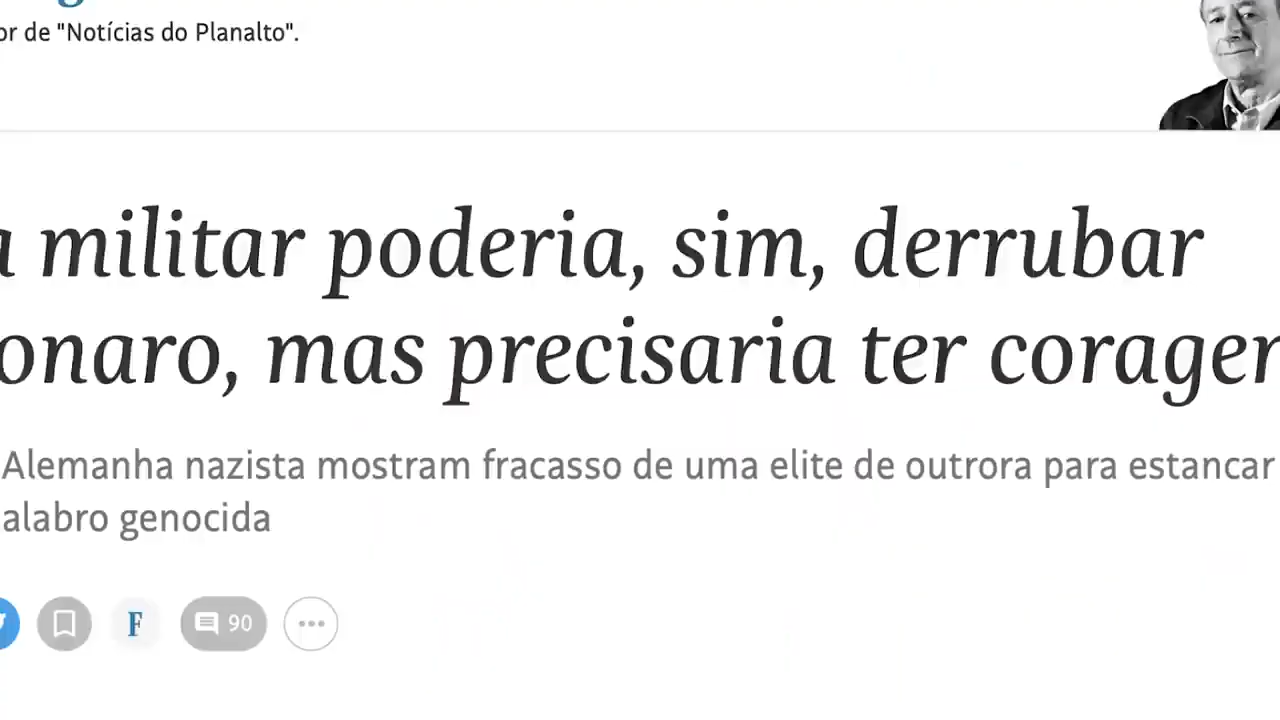 or de "Notícias do Planalto".
a militar poderia, sim, derrubar
onaro, mas precisaria ter corager
Alemanha nazista mostram fracasso de uma elite de outrora para estancar
alabro genocida
F 90